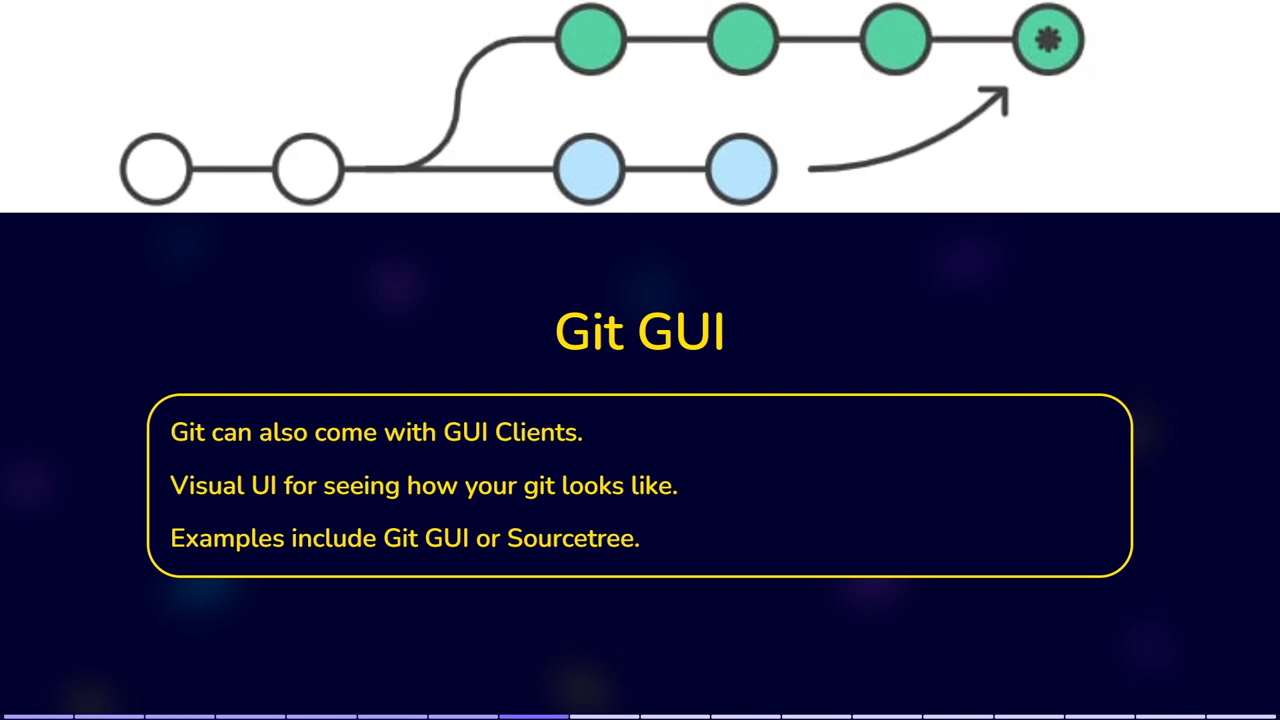 Git GUI
Git can also come with GUI Clients.
Visual UI for seeing how your git looks like.
Examples include Git GUI or Sourcetree.